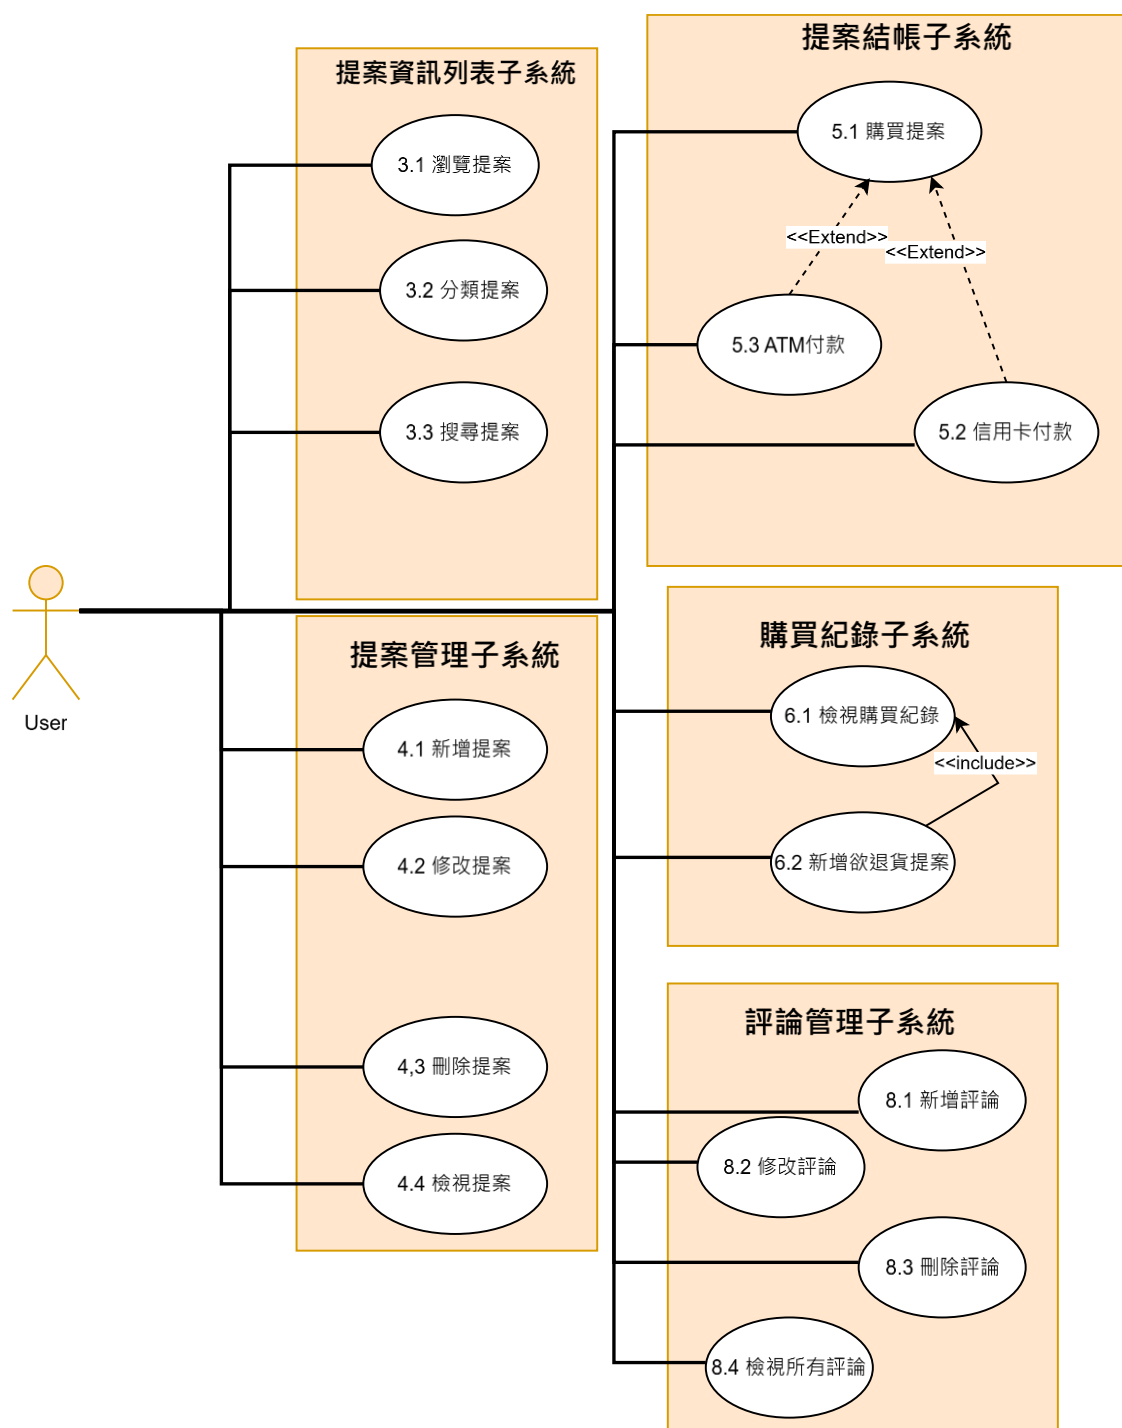 提案資訊列表子系統
3.1 瀏覽提案
3.2 分類提案
3.3 搜尋提案
提案結帳子系統
5.1 購買提案
<<Extend>>
<<Extend>>
5.3 ATM付款
5.2 信用卡付款
User
提案管理子系統
4.1 新增提案
4.2 修改提案
4,3 刪除提案
4.4 檢視提案
購買紀錄子系統
6.1 檢視購買紀錄
<<include>>
6.2 新增欲退貨提案
評論管理子系統
8.1 新增評論
8.2 修改評論
8.3 刪除評論
8.4 檢視所有評論